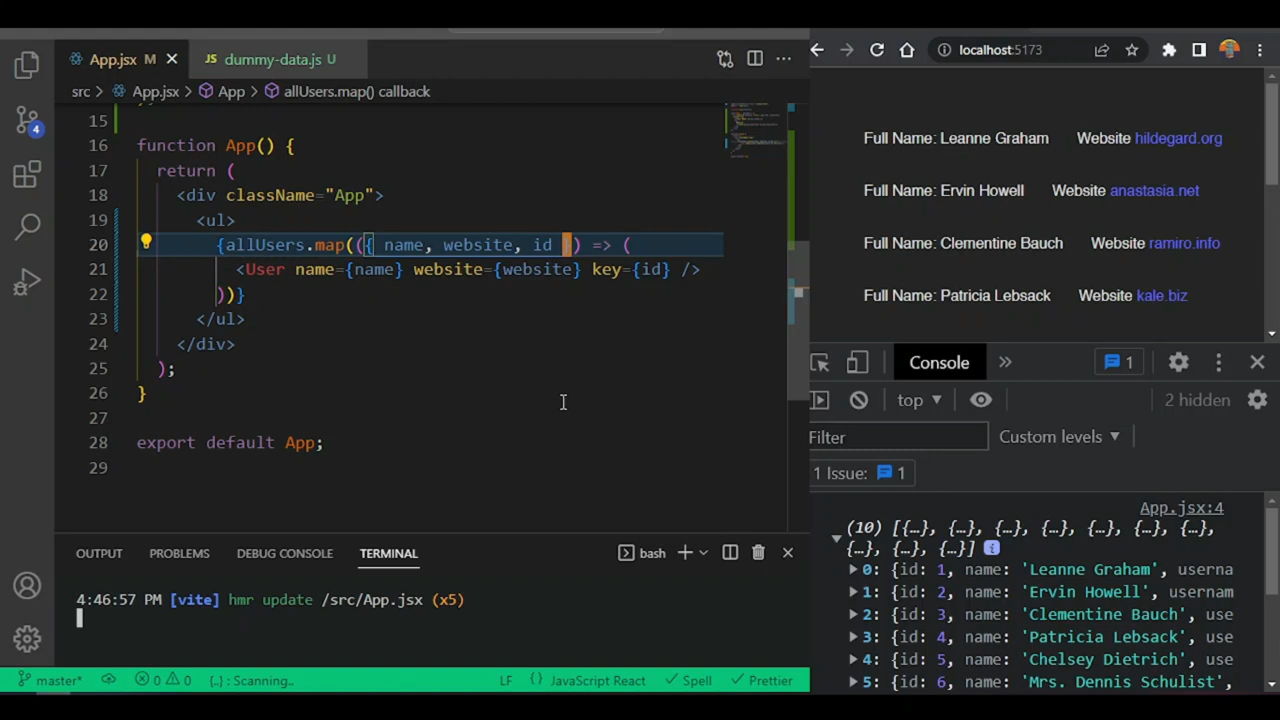 App.jsx M
JS dummy-data.js U
src > App.jsx > App > allUsers.map() callback
15
16 function App() {
17 return (
18 <div className="App">
19 <ul>
20 {allUsers.map(({ name, website, id }) => (
21 <User name={name} website={website} key={id} />
22 ))}
23 </ul>
24 </div>
25 );
26 }
27
28 export default App;
29
4
OUTPUT PROBLEMS DEBUG CONSOLE TERMINAL
bash
4:46:57 PM [vite] hmr update /src/App.jsx (x5)
master* 0 0 {..} : Scanning.. LF {} JavaScript React Spell Prettier
localhost:5173
Full Name: Leanne Graham Website hildegard.org
Full Name: Ervin Howell Website anastasia.net
Full Name: Clementine Bauch Website ramiro.info
Full Name: Patricia Lebsack Website kale.biz
Console » 1
top 2 hidden
Filter Custom levels
1 Issue: 1
App.jsx:4
(10) [{…}, {…}, {…}, {…}, {…}, {…}, {…},
{…}, {…}, {…}] i
0: {id: 1, name: 'Leanne Graham', userna
1: {id: 2, name: 'Ervin Howell', usernam
2: {id: 3, name: 'Clementine Bauch', use
3: {id: 4, name: 'Patricia Lebsack', use
4: {id: 5, name: 'Chelsey Dietrich', use
5: {id: 6, name: 'Mrs. Dennis Schulist',